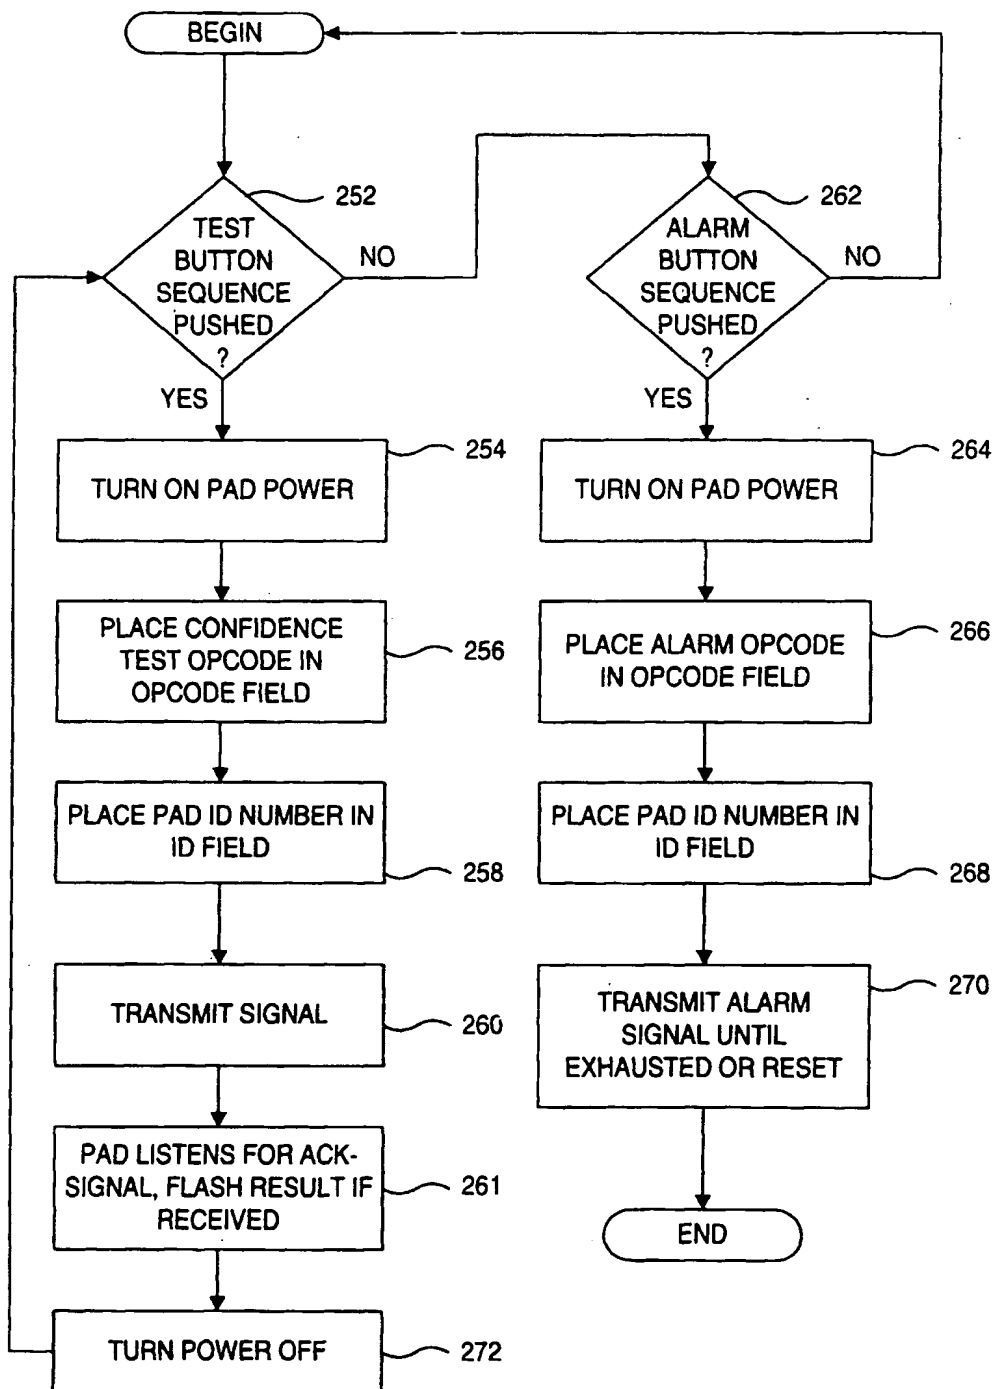 BEGIN
252
TEST
BUTTON
SEQUENCE
PUSHED
?
NO
YES
262
ALARM
BUTTON
SEQUENCE
PUSHED
?
NO
YES
254
TURN ON PAD POWER
264
TURN ON PAD POWER
PLACE CONFIDENCE
TEST OPCODE IN
OPCODE FIELD
256
PLACE ALARM OPCODE
IN OPCODE FIELD
266
PLACE PAD ID NUMBER IN
ID FIELD
258
PLACE PAD ID NUMBER IN
ID FIELD
268
TRANSMIT SIGNAL
260
TRANSMIT ALARM
SIGNAL UNTIL
EXHAUSTED OR RESET
270
PAD LISTENS FOR ACK-
SIGNAL, FLASH RESULT IF
RECEIVED
261
END
TURN POWER OFF
272